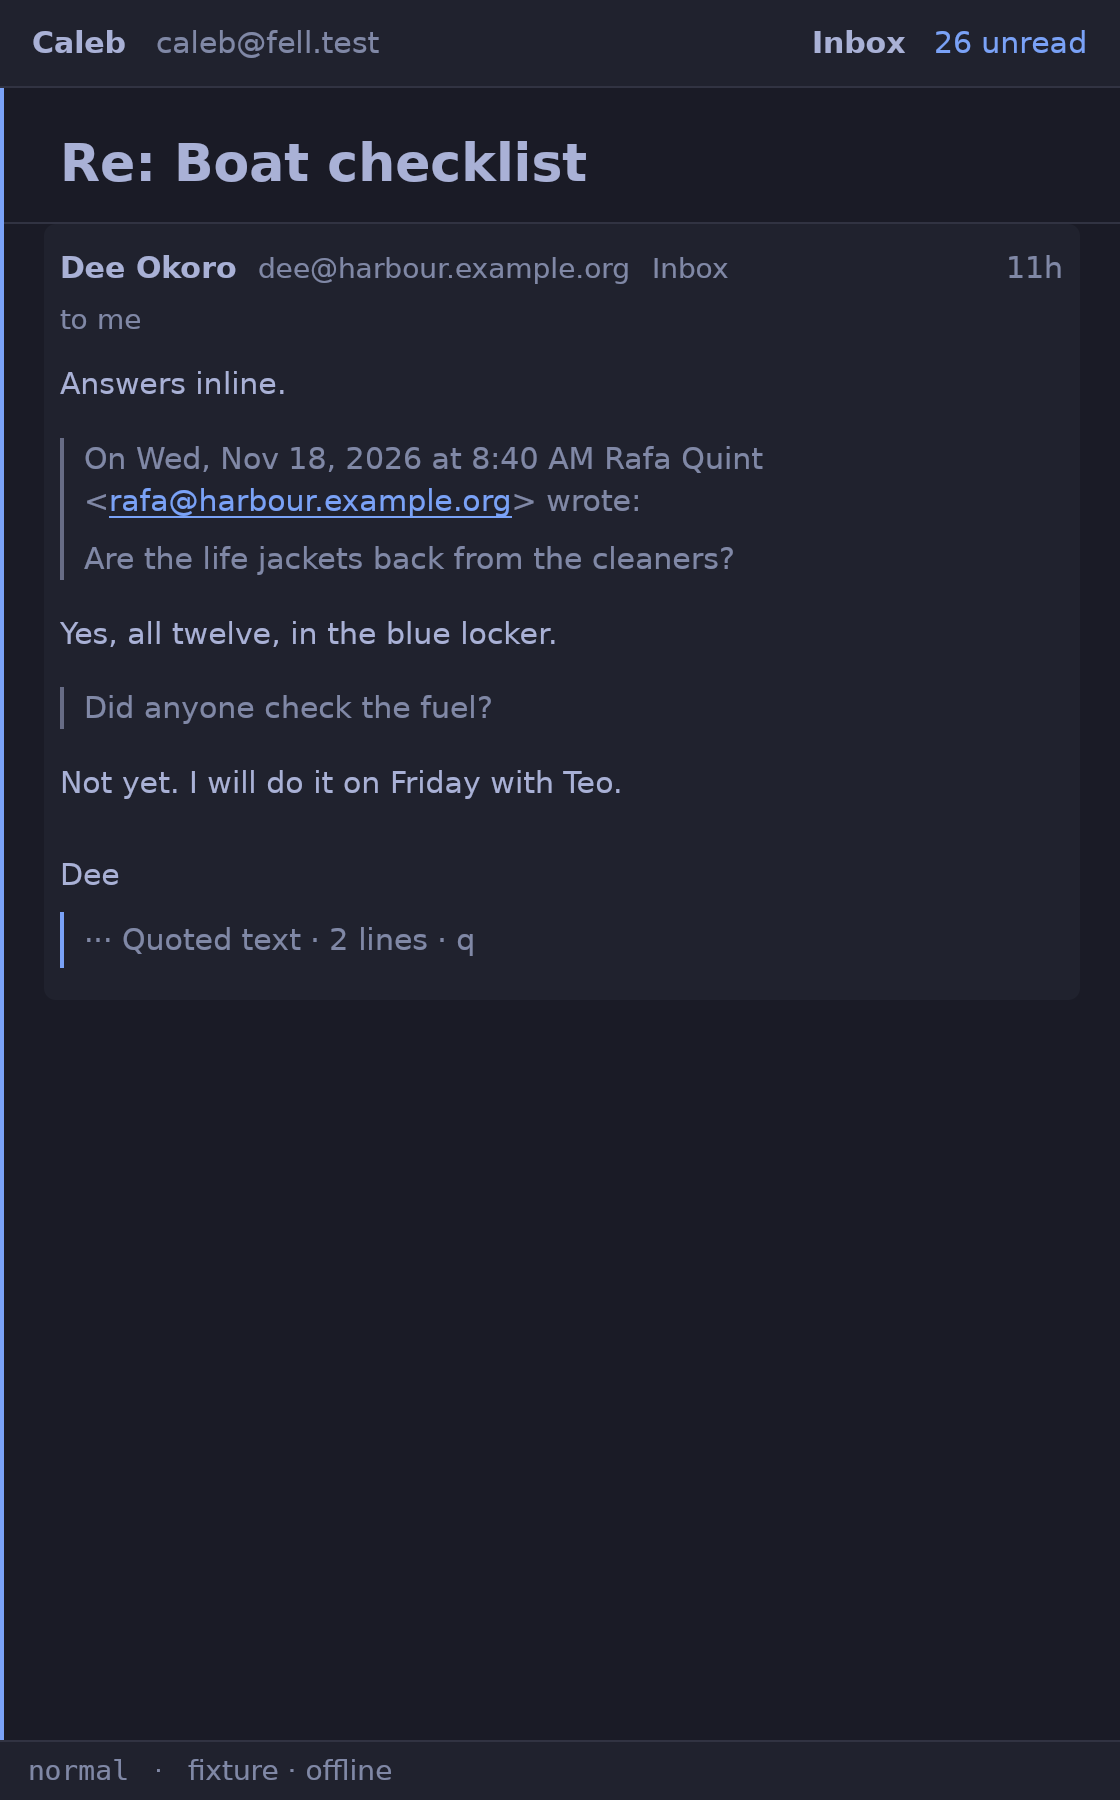 Caleb caleb@fell.test Inbox 26 unread
Re: Boat checklist
Dee Okoro dee@harbour.example.org Inbox 11h
to me
Answers inline.
On Wed, Nov 18, 2026 at 8:40 AM Rafa Quint
<rafa@harbour.example.org> wrote:
Are the life jackets back from the cleaners?
Yes, all twelve, in the blue locker.
Did anyone check the fuel?
Not yet. I will do it on Friday with Teo.
Dee
··· Quoted text · 2 lines · q
normal · fixture · offline